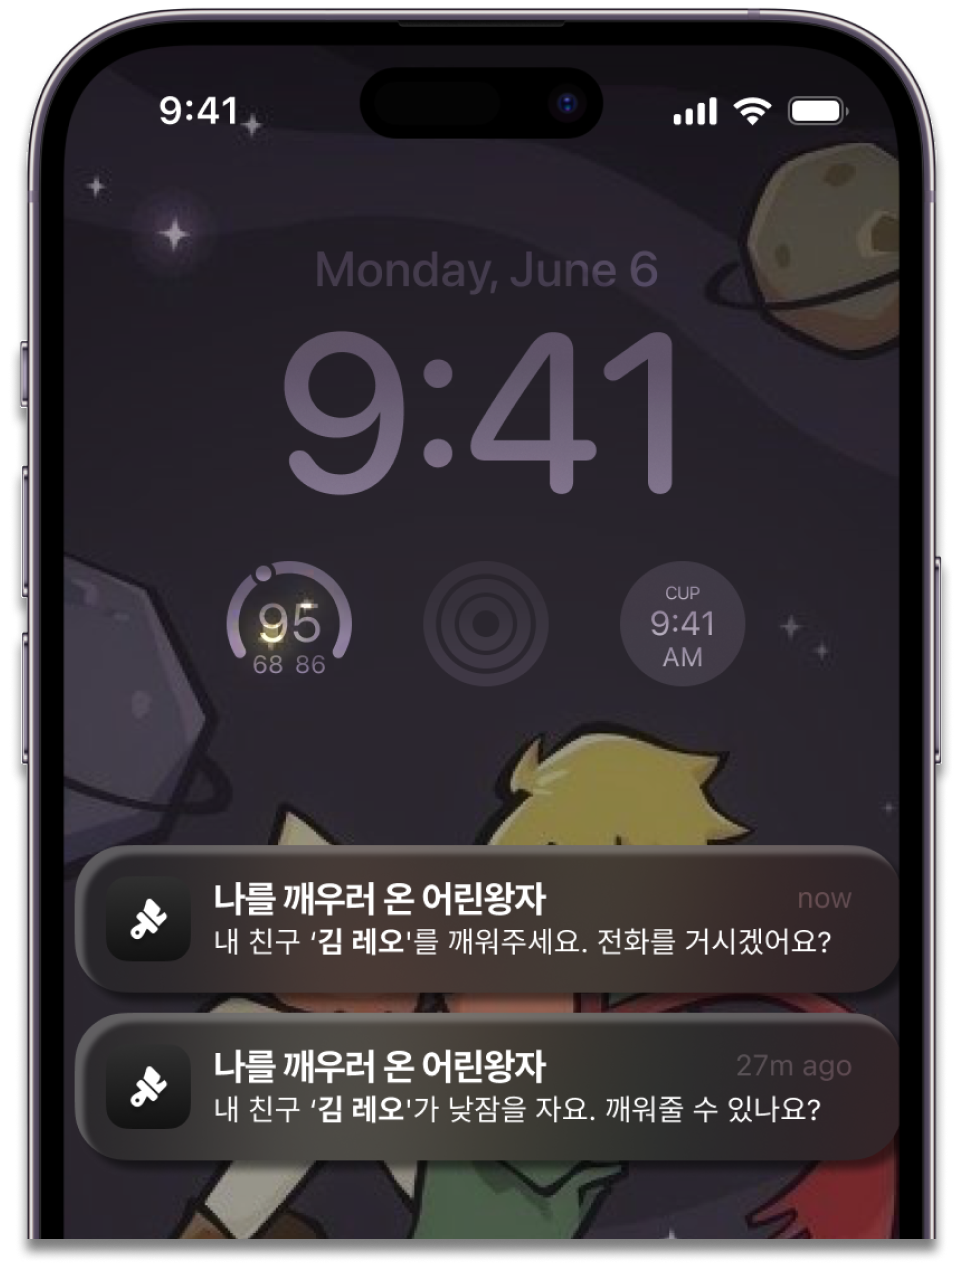 9:41
Monday, June 6
9:41
95
68 86
CUP
9:41
AM
나를 깨우러 온 어린왕자
now
내 친구 ‘김 레오'를 깨워주세요. 전화를 거시겠어요?
나를 깨우러 온 어린왕자
27m ago
내 친구 ‘김 레오'가 낮잠을 자요. 깨워줄 수 있나요?